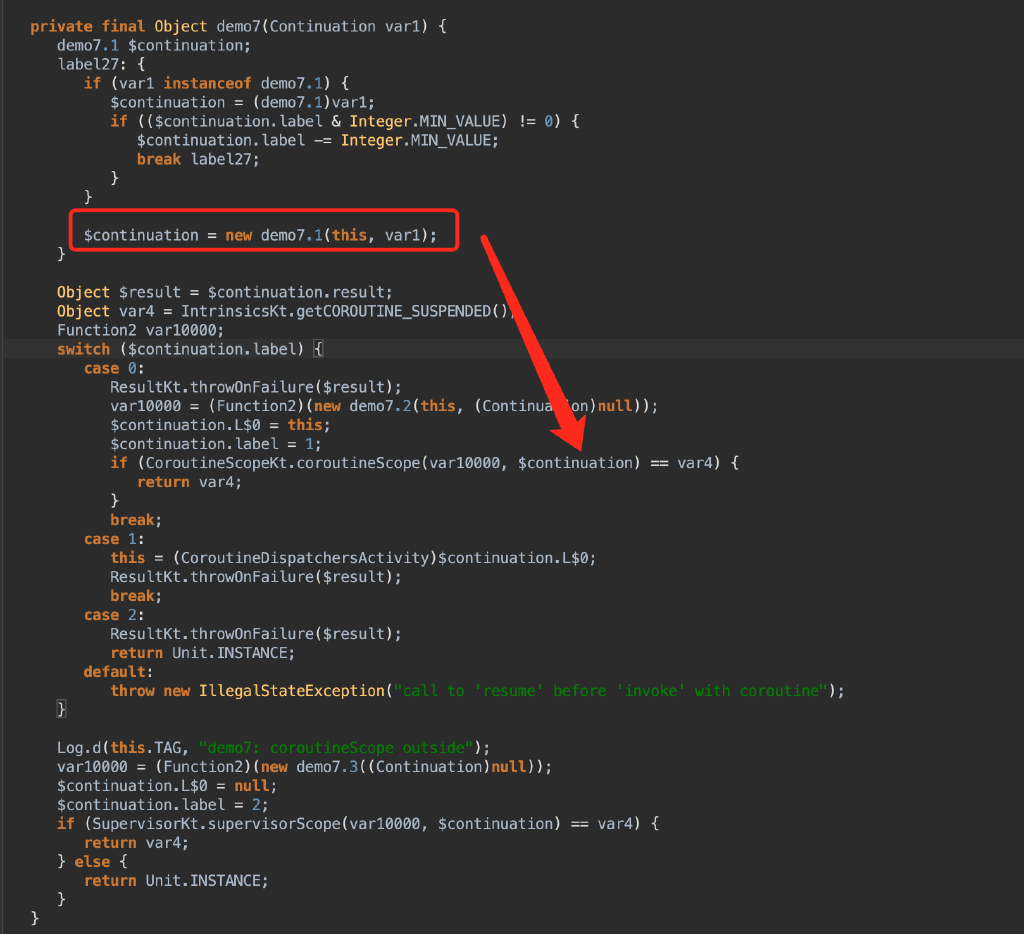 private final Object demo7(Continuation var1) {
   demo7.1 $continuation;
   label27: {
      if (var1 instanceof demo7.1) {
         $continuation = (demo7.1)var1;
         if (($continuation.label & Integer.MIN_VALUE) != 0) {
            $continuation.label -= Integer.MIN_VALUE;
            break label27;
         }
      }
      $continuation = new demo7.1(this, var1);
   }
   Object $result = $continuation.result;
   Object var4 = IntrinsicsKt.getCOROUTINE_SUSPENDED();
   Function2 var10000;
   switch ($continuation.label) {
      case 0:
         ResultKt.throwOnFailure($result);
         var10000 = (Function2)(new demo7.2(this, (Continuation)null));
         $continuation.L$0 = this;
         $continuation.label = 1;
         if (CoroutineScopeKt.coroutineScope(var10000, $continuation) == var4) {
            return var4;
         }
         break;
      case 1:
         this = (CoroutineDispatchersActivity)$continuation.L$0;
         ResultKt.throwOnFailure($result);
         break;
      case 2:
         ResultKt.throwOnFailure($result);
         return Unit.INSTANCE;
      default:
         throw new IllegalStateException("call to 'resume' before 'invoke' with coroutine");
   }
   Log.d(this.TAG, "demo7: coroutineScope outside");
   var10000 = (Function2)(new demo7.3((Continuation)null));
   $continuation.L$0 = null;
   $continuation.label = 2;
   if (SupervisorKt.supervisorScope(var10000, $continuation) == var4) {
      return var4;
   } else {
      return Unit.INSTANCE;
   }
}